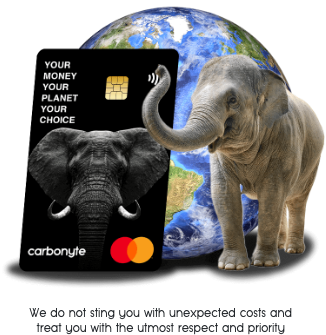 YOUR
MONEY
YOUR
PLANET
YOUR
CHOICE
carbonyte
We do not sting you with unexpected costs and
treat you with the utmost respect and priority